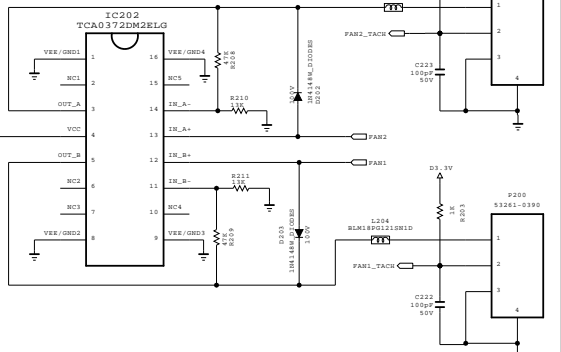 IC202
TCA0372DM2ELG
VEE/GND1 1 16 VEE/GND4
NC1 2 15 NC5
OUT_A 3 14 IN_A-
VCC 4 13 IN_A+
OUT_B 5 12 IN_B+
NC2 6 11 IN_B-
NC3 7 10 NC4
VEE/GND2 8 9 VEE/GND3
47K
R208
R210
13K
100V
1N4148W_DIODES
D202
FAN2
FAN1
R211
13K
47K
R209
D203
1N4148W_DIODES
100V
FAN2_TACH
C223
100pF
50V
1
2
3
4
D3.3V
1K
R203
P200
53261-0390
L204
BLM18PG121SN1D
FAN1_TACH
C222
100pF
50V
1
2
3
4